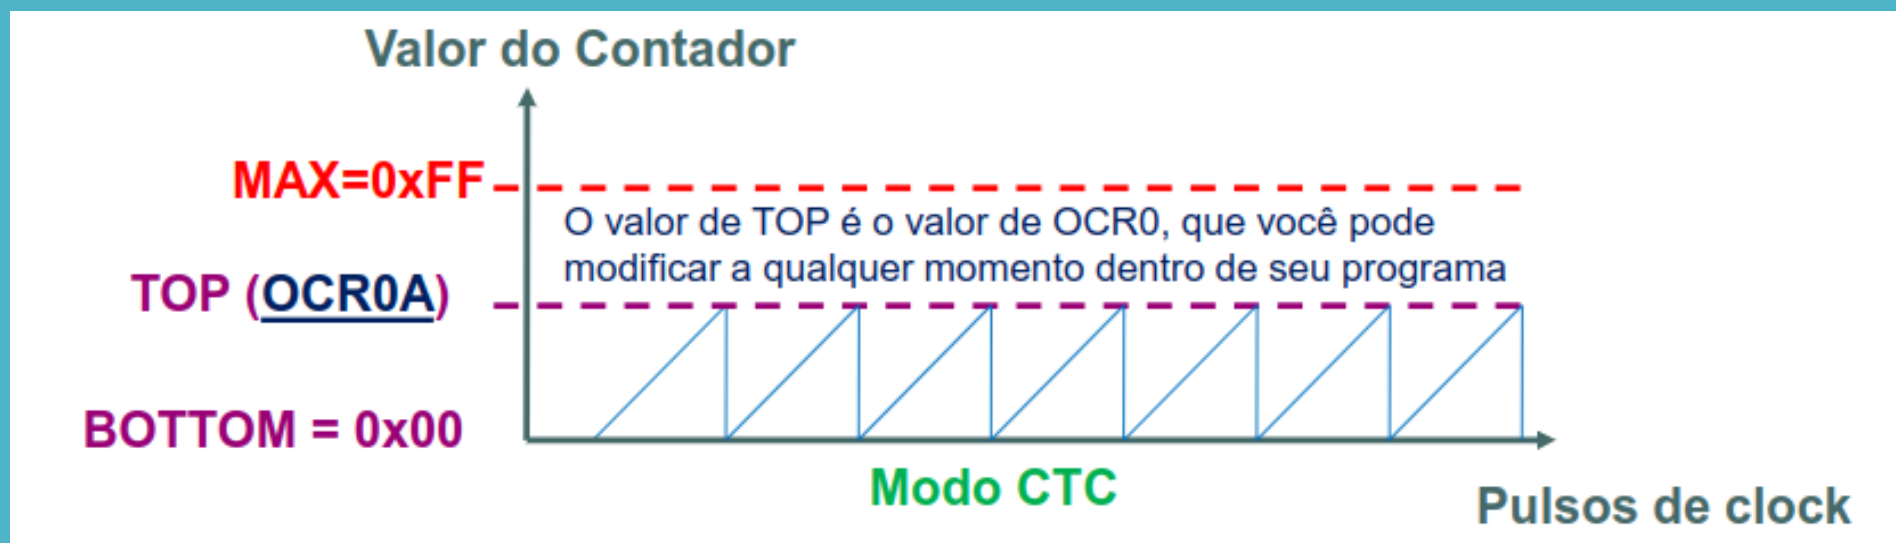 Valor do Contador
MAX=0xFF
O valor de TOP é o valor de OCR0, que você pode
modificar a qualquer momento dentro de seu programa
TOP (OCR0A)
BOTTOM = 0x00
Modo CTC
Pulsos de clock